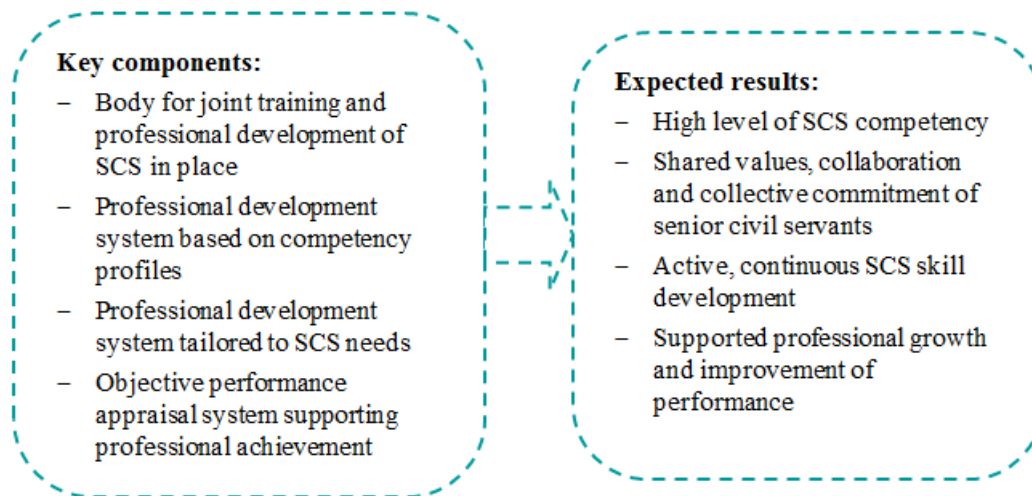 Key components:
– Body for joint training and
professional development of
SCS in place
– Professional development
system based on competency
profiles
– Professional development
system tailored to SCS needs
– Objective performance
appraisal system supporting
professional achievement
Expected results:
– High level of SCS competency
– Shared values, collaboration
and collective commitment of
senior civil servants
– Active, continuous SCS skill
development
– Supported professional growth
and improvement of
performance